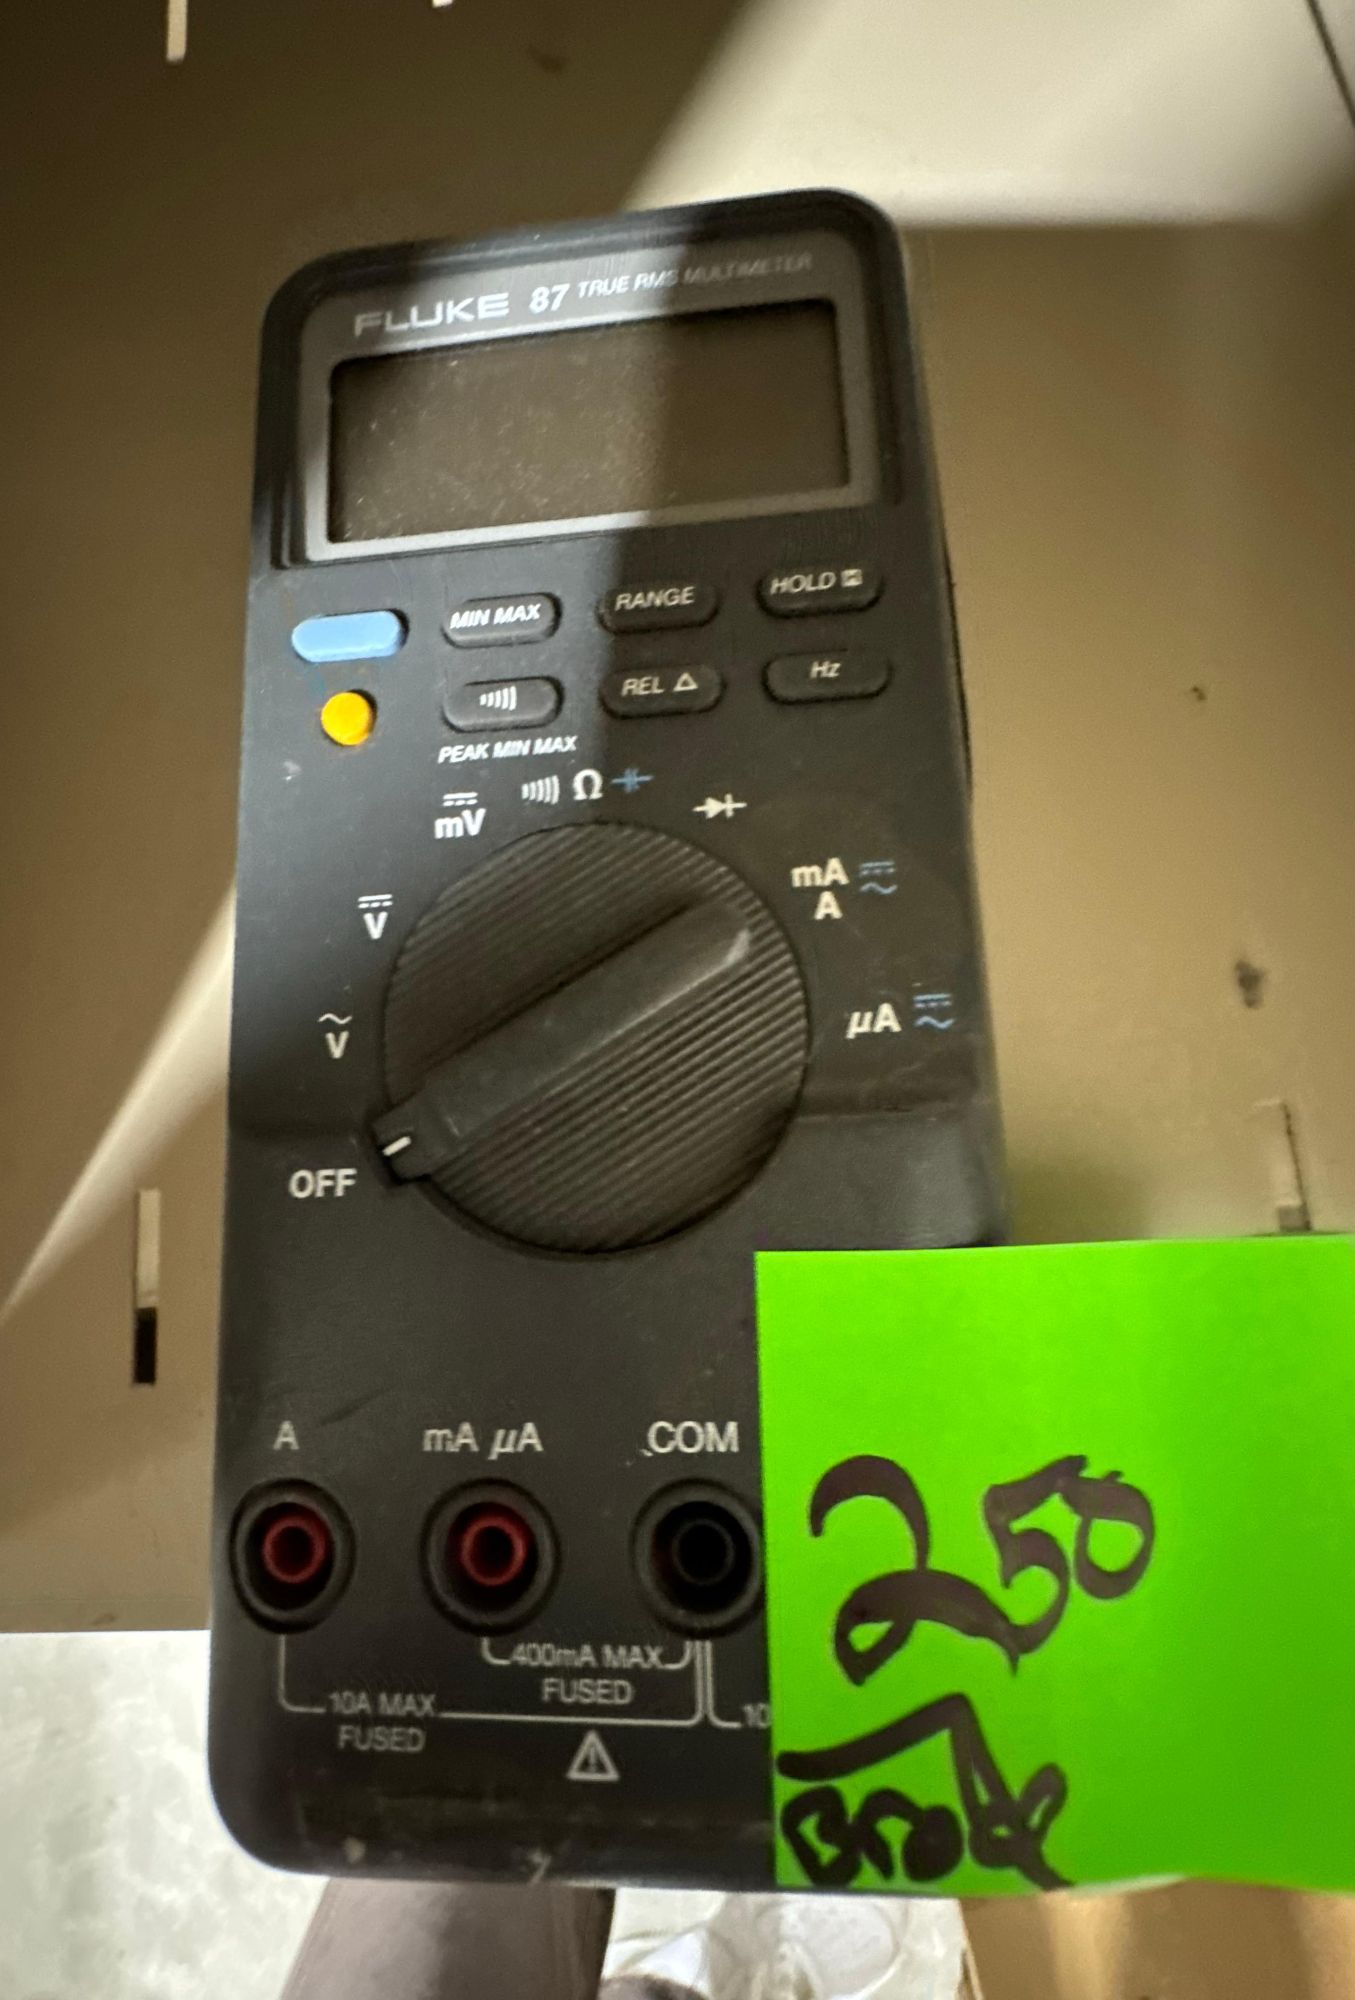 FLUKE 87 TRUE RMS MULTIMETER
MIN MAX RANGE HOLD H
REL Δ Hz
PEAK MIN MAX
mV Ω
V
mA
A
V
µA
OFF
A mA µA COM
400mA MAX
FUSED
10A MAX
FUSED
10
250